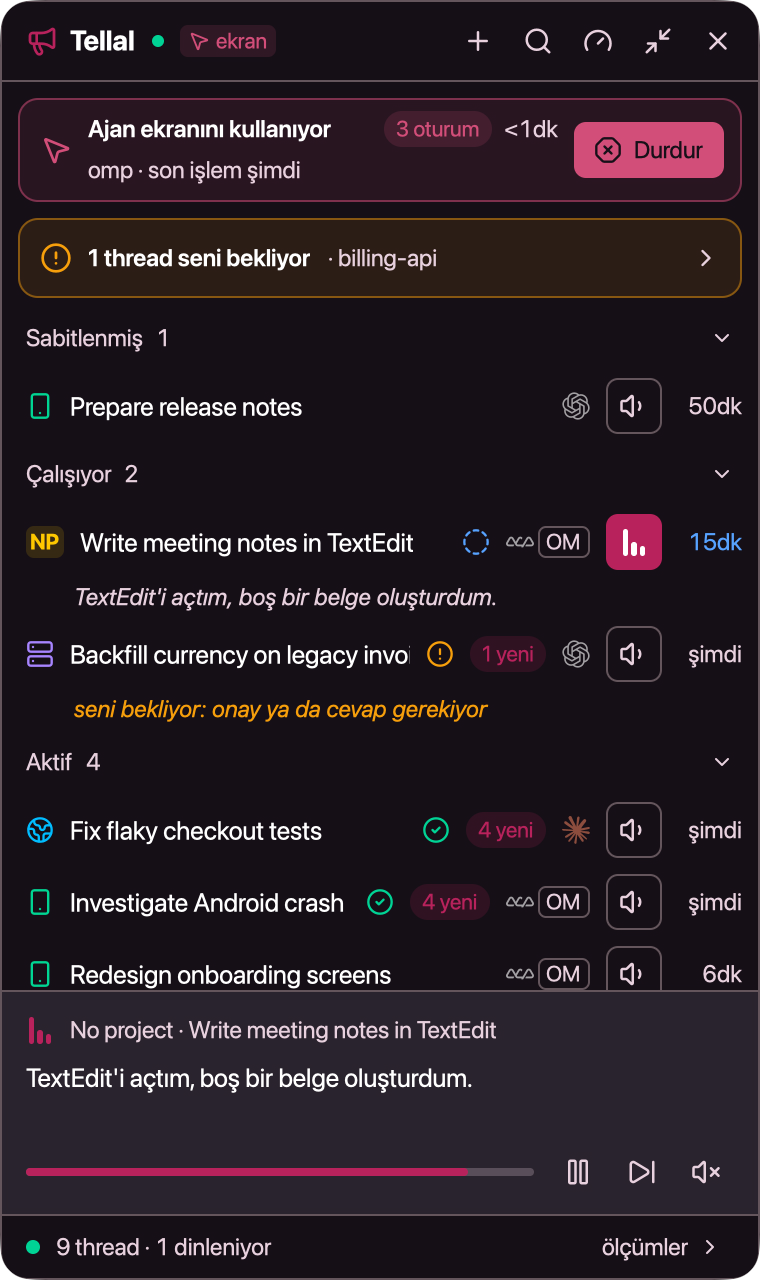 Tellal ekran
Ajan ekranını kullanıyor 3 oturum <1dk
omp · son işlem şimdi
Durdur
1 thread seni bekliyor · billing-api
Sabitlenmiş 1
Prepare release notes 50dk
Çalışıyor 2
NP Write meeting notes in TextEdit OM 15dk
TextEdit'i açtım, boş bir belge oluşturdum.
Backfill currency on legacy invoi 1 yeni şimdi
seni bekliyor: onay ya da cevap gerekiyor
Aktif 4
Fix flaky checkout tests 4 yeni şimdi
Investigate Android crash 4 yeni OM şimdi
Redesign onboarding screens OM 6dk
No project · Write meeting notes in TextEdit
TextEdit'i açtım, boş bir belge oluşturdum.
9 thread · 1 dinleniyor ölçümler